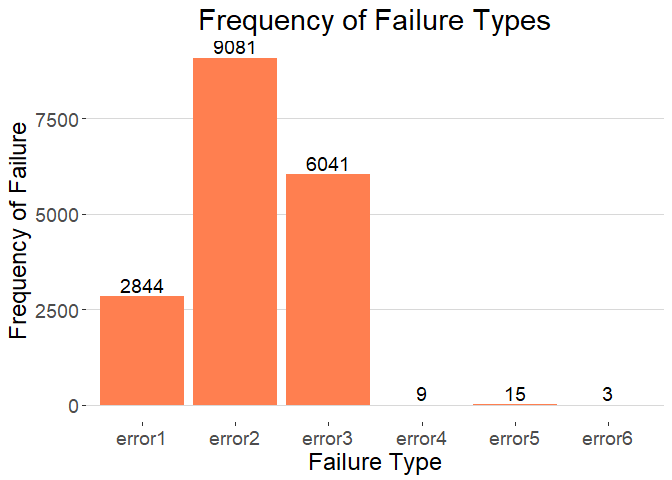 Frequency of Failure Types
9081
7500
6041
5000
2844
2500
9
15
3
0
Frequency of Failure
error1 error2 error3 error4 error5 error6
Failure Type